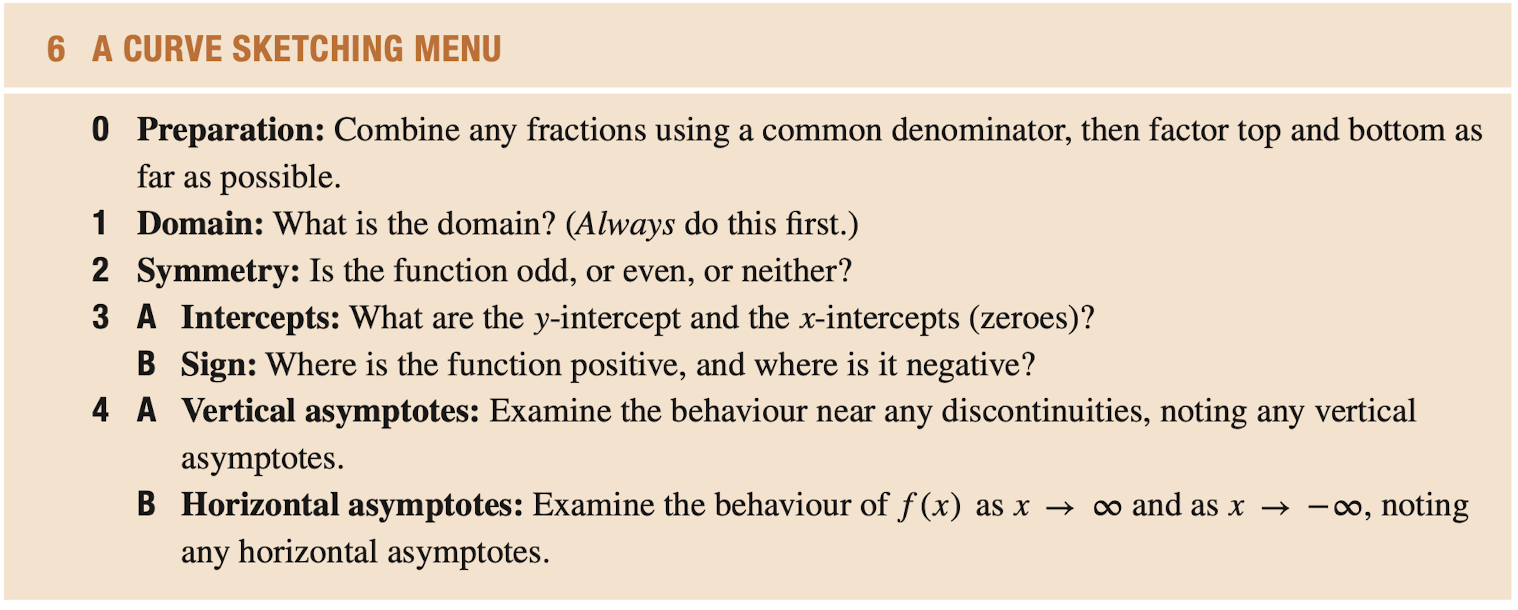 6 A CURVE SKETCHING MENU
0 Preparation: Combine any fractions using a common denominator, then factor top and bottom as
far as possible.
1 Domain: What is the domain? (Always do this first.)
2 Symmetry: Is the function odd, or even, or neither?
3 A Intercepts: What are the y-intercept and the x-intercepts (zeroes)?
B Sign: Where is the function positive, and where is it negative?
4 A Vertical asymptotes: Examine the behaviour near any discontinuities, noting any vertical
asymptotes.
B Horizontal asymptotes: Examine the behaviour of f(x) as x → ∞ and as x → −∞, noting
any horizontal asymptotes.